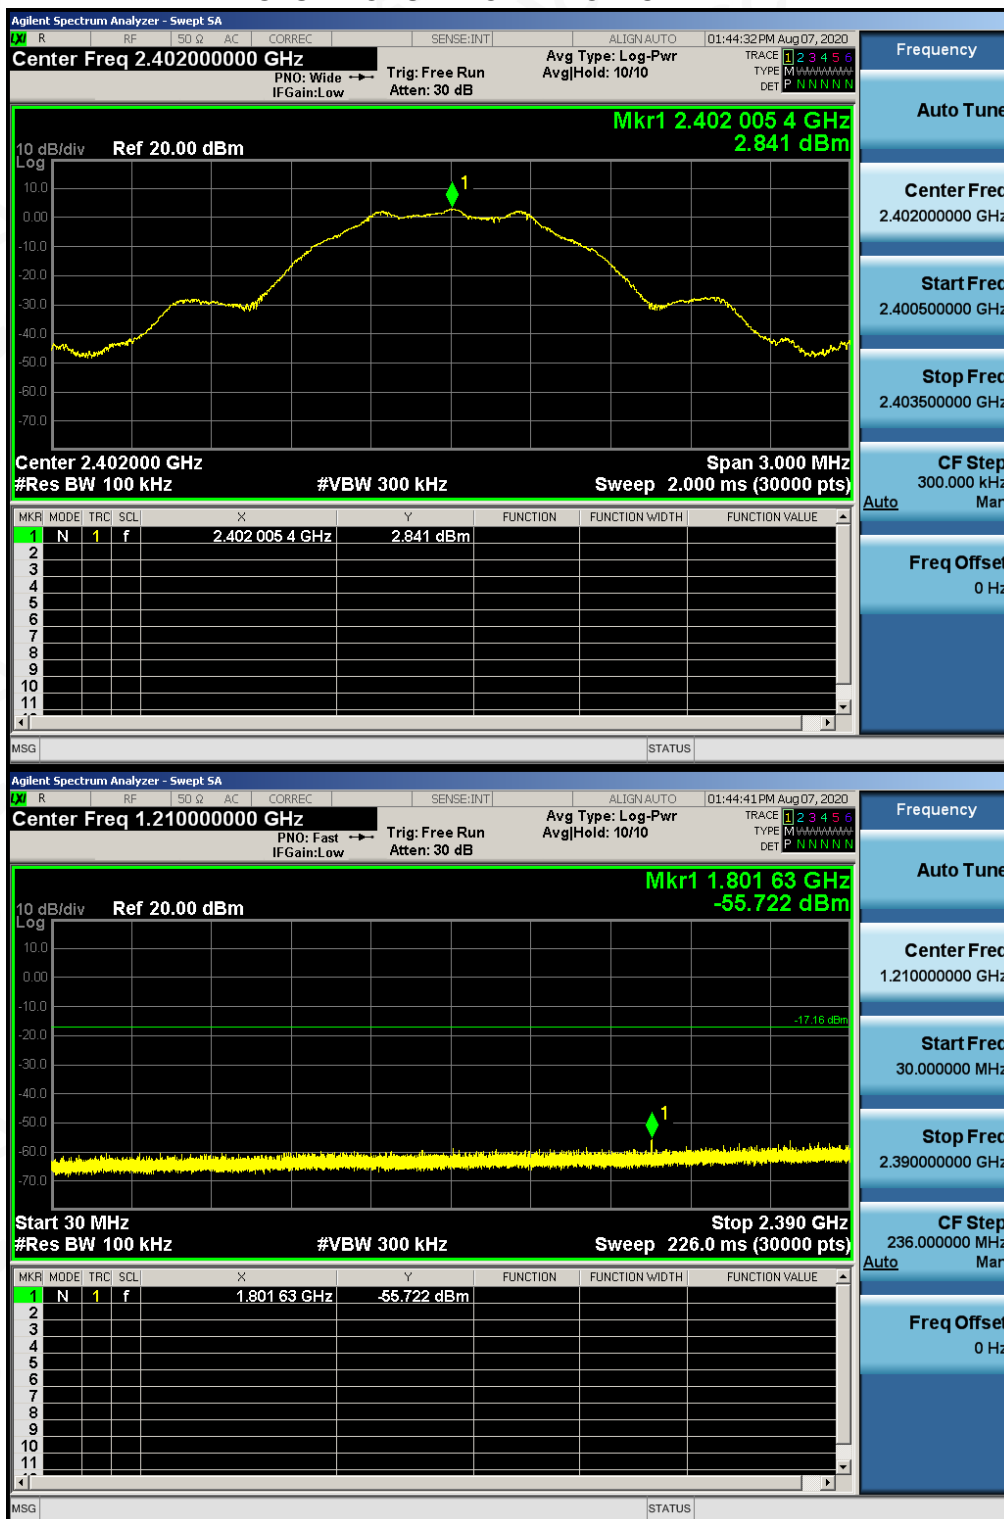 Agilent Spectrum Analyzer - Swept SA
LXI R RF 50 Ω AC CORREC SENSE:INT ALIGN AUTO 01:44:32 PM Aug 07, 2020
Center Freq 2.402000000 GHz
PNO: Wide
IFGain:Low
Trig: Free Run
Atten: 30 dB
Avg Type: Log-Pwr
Avg|Hold: 10/10
TRACE 1 2 3 4 5 6
TYPE M
DET P N N N N N
Mkr1 2.402 005 4 GHz
2.841 dBm
10 dB/div Ref 20.00 dBm
Log
10.0
0.00
-10.0
-20.0
-30.0
-40.0
-50.0
-60.0
-70.0
1
Center 2.402000 GHz Span 3.000 MHz
#Res BW 100 kHz #VBW 300 kHz Sweep 2.000 ms (30000 pts)
MKR MODE TRC SCL X Y FUNCTION FUNCTION WIDTH FUNCTION VALUE
1 N 1 f 2.402 005 4 GHz 2.841 dBm
2
3
4
5
6
7
8
9
10
11
MSG STATUS
Frequency
Auto Tune
Center Freq
2.402000000 GHz
Start Freq
2.400500000 GHz
Stop Freq
2.403500000 GHz
CF Step
300.000 kHz
Auto Man
Freq Offset
0 Hz
Agilent Spectrum Analyzer - Swept SA
LXI R RF 50 Ω AC CORREC SENSE:INT ALIGN AUTO 01:44:41 PM Aug 07, 2020
Center Freq 1.210000000 GHz
PNO: Fast
IFGain:Low
Trig: Free Run
Atten: 30 dB
Avg Type: Log-Pwr
Avg|Hold: 10/10
TRACE 1 2 3 4 5 6
TYPE M
DET P N N N N N
Mkr1 1.801 63 GHz
-55.722 dBm
10 dB/div Ref 20.00 dBm
Log
10.0
0.00
-10.0
-20.0
-30.0
-40.0
-50.0
-60.0
-70.0
-17.16 dBm
1
Start 30 MHz Stop 2.390 GHz
#Res BW 100 kHz #VBW 300 kHz Sweep 226.0 ms (30000 pts)
MKR MODE TRC SCL X Y FUNCTION FUNCTION WIDTH FUNCTION VALUE
1 N 1 f 1.801 63 GHz -55.722 dBm
2
3
4
5
6
7
8
9
10
11
MSG STATUS
Frequency
Auto Tune
Center Freq
1.210000000 GHz
Start Freq
30.000000 MHz
Stop Freq
2.390000000 GHz
CF Step
236.000000 MHz
Auto Man
Freq Offset
0 Hz